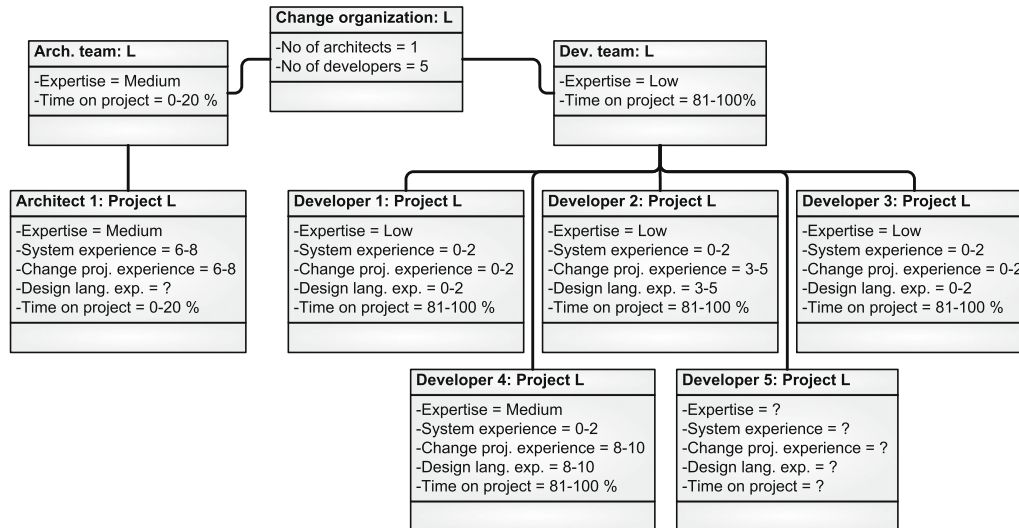 Change organization: L
-No of architects = 1
-No of developers = 5
Arch. team: L
-Expertise = Medium
-Time on project = 0-20 %
Dev. team: L
-Expertise = Low
-Time on project = 81-100%
Architect 1: Project L
-Expertise = Medium
-System experience = 6-8
-Change proj. experience = 6-8
-Design lang. exp. = ?
-Time on project = 0-20 %
Developer 1: Project L
-Expertise = Low
-System experience = 0-2
-Change proj. experience = 0-2
-Design lang. exp. = 0-2
-Time on project = 81-100 %
Developer 2: Project L
-Expertise = Low
-System experience = 0-2
-Change proj. experience = 3-5
-Design lang. exp. = 3-5
-Time on project = 81-100 %
Developer 3: Project L
-Expertise = Low
-System experience = 0-2
-Change proj. experience = 0-2
-Design lang. exp. = 0-2
-Time on project = 81-100 %
Developer 4: Project L
-Expertise = Medium
-System experience = 0-2
-Change proj. experience = 8-10
-Design lang. exp. = 8-10
-Time on project = 81-100 %
Developer 5: Project L
-Expertise = ?
-System experience = ?
-Change proj. experience = ?
-Design lang. exp. = ?
-Time on project = ?